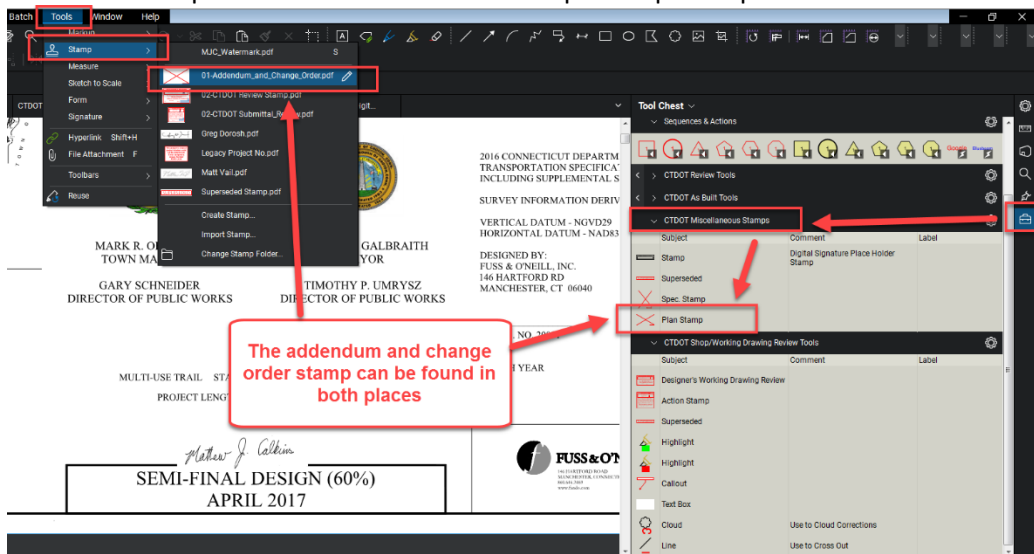 Batch Tools Window Help
Markup
Stamp
Measure
Sketch to Scale
Form
Signature
Hyperlink Shift+H
File Attachment F
Toolbars
Reuse
MJC_Watermark.pdf S
01-Addendum_and_Change_Order.pdf
02-CTDOT Review Stamp.pdf
02-CTDOT Submittal_Review.pdf
Greg Dorosh.pdf
Legacy Project No.pdf
Matt Vail.pdf
Superseded Stamp.pdf
Create Stamp...
Import Stamp...
Change Stamp Folder...
CTDOT
2016 CONNECTICUT DEPARTM
TRANSPORTATION SPECIFICA
INCLUDING SUPPLEMENTAL S
SURVEY INFORMATION DERIV
VERTICAL DATUM - NGVD29
HORIZONTAL DATUM - NAD83
DESIGNED BY:
FUSS & O'NEILL, INC.
146 HARTFORD RD
MANCHESTER, CT 06040
MARK R. O
TOWN MA
GALBRAITH
YOR
GARY SCHNEIDER
DIRECTOR OF PUBLIC WORKS
TIMOTHY P. UMRYSZ
DIRECTOR OF PUBLIC WORKS
NO. 20
YEAR
MULTI-USE TRAIL STA
PROJECT LENG
The addendum and change
order stamp can be found in
both places
Mathew J. Calkins
SEMI-FINAL DESIGN (60%)
APRIL 2017
FUSS & O'N
146 HARTFORD ROAD
Tool Chest
Sequences & Actions
CTDOT Review Tools
CTDOT As Built Tools
CTDOT Miscellaneous Stamps
Subject Comment Label
Stamp Digital Signature Place Holder
Stamp
Superseded
Spec. Stamp
Plan Stamp
CTDOT Shop/Working Drawing Review Tools
Subject Comment Label
Designer's Working Drawing Review
Action Stamp
Superseded
Highlight
Highlight
Callout
Text Box
Cloud Use to Cloud Corrections
Line Use to Cross Out